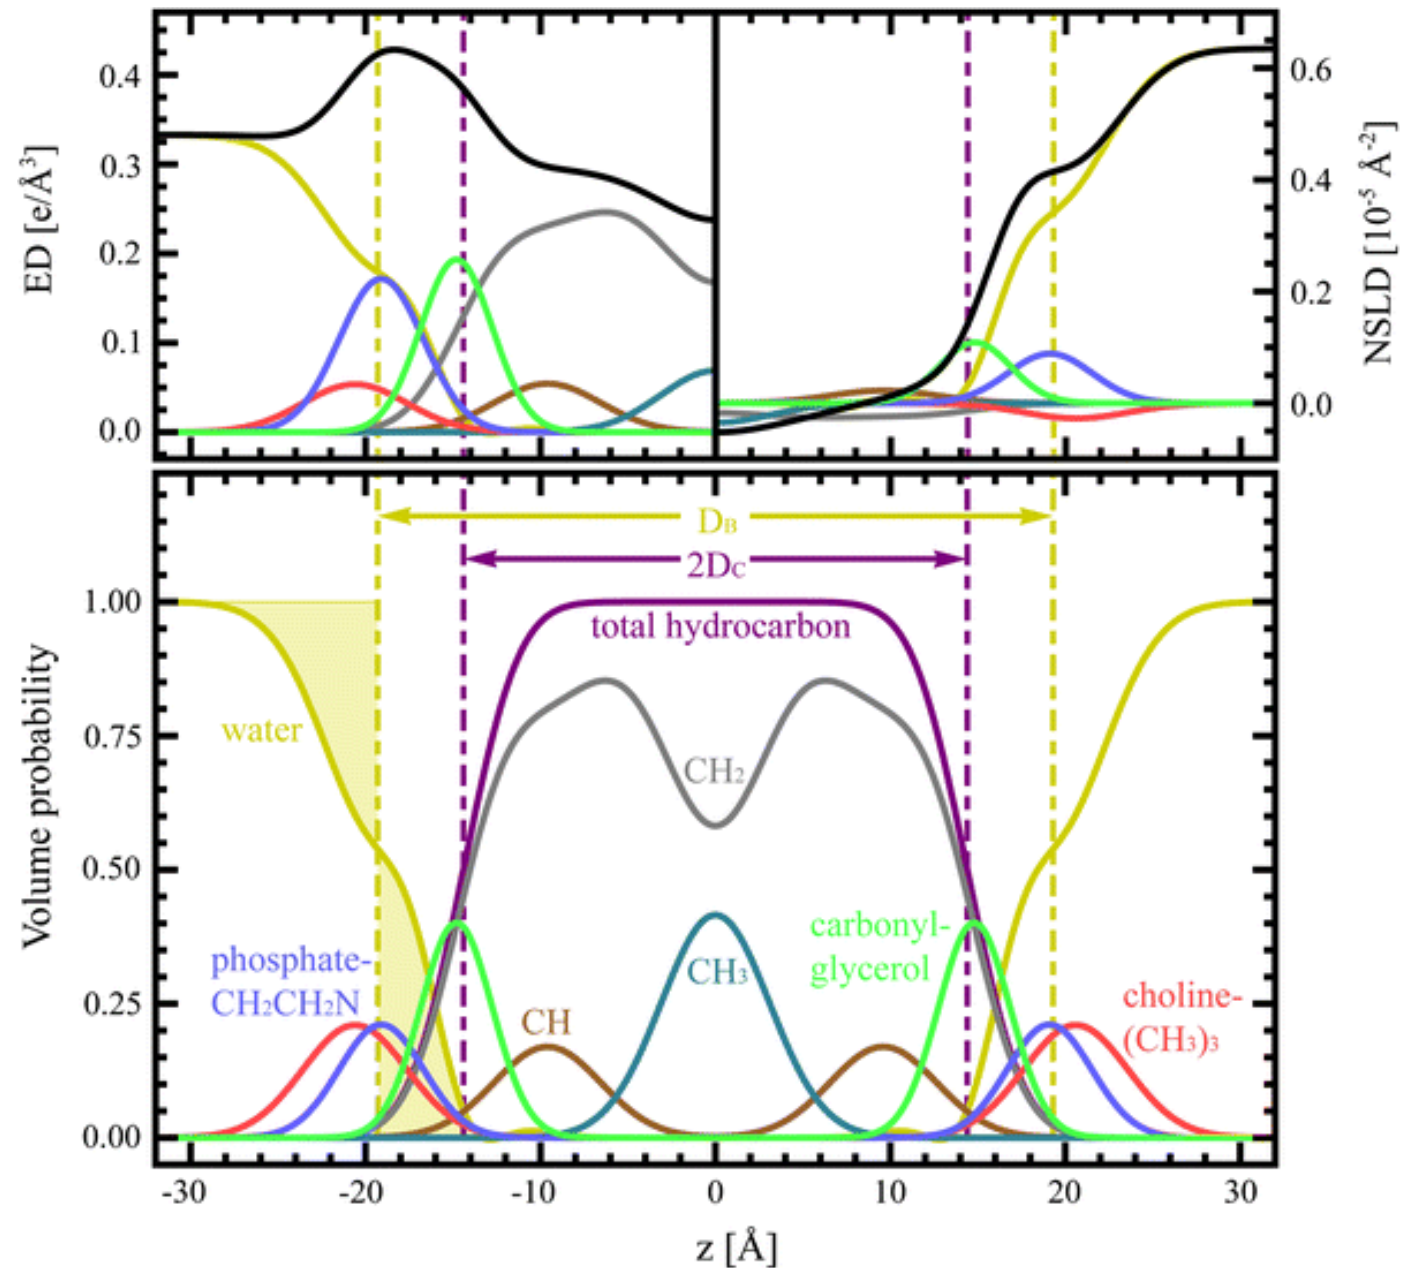 ED [e/Å³]
0.4
0.3
0.2
0.1
0.0
0.6
0.4
0.2
0.0
NSLD [10⁻⁵ Å⁻²]
Volume probability
1.00
0.75
0.50
0.25
0.00
D_B
2D_C
total hydrocarbon
water
CH₂
phosphate-
CH₂CH₂N
CH
CH₃
carbonyl-
glycerol
choline-
(CH₃)₃
-30
-20
-10
0
10
20
30
z [Å]